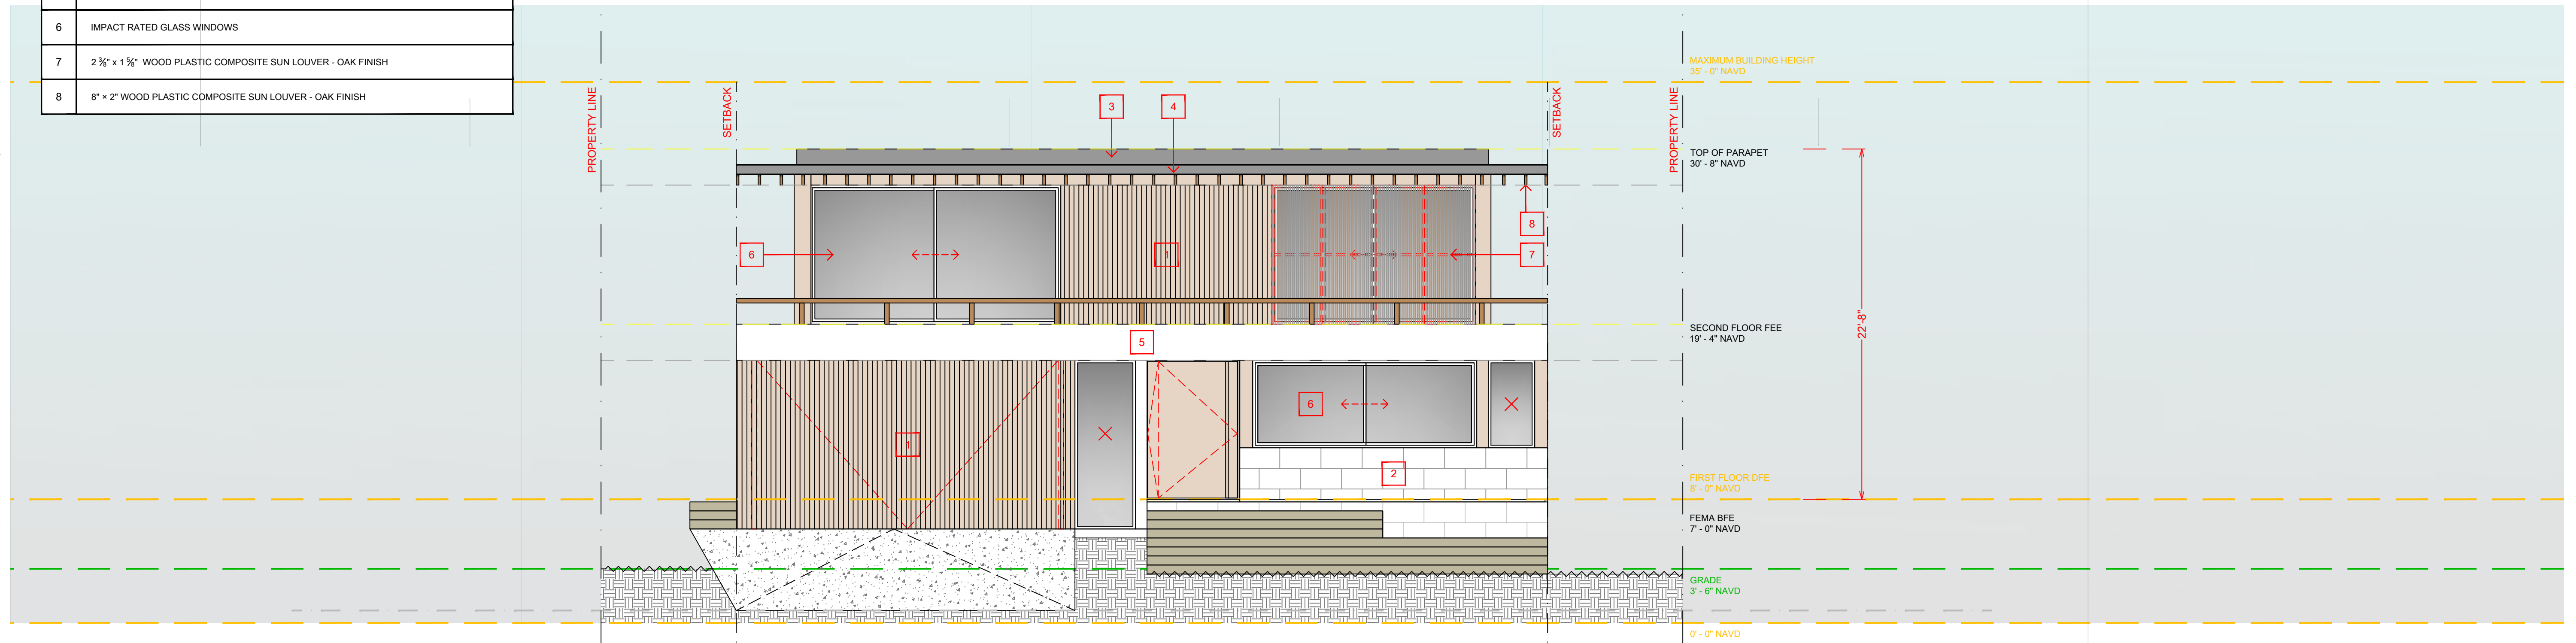 6 IMPACT RATED GLASS WINDOWS
7 2 ⅜" x 1 ⅝" WOOD PLASTIC COMPOSITE SUN LOUVER - OAK FINISH
8 8" × 2" WOOD PLASTIC COMPOSITE SUN LOUVER - OAK FINISH
PROPERTY LINE
SETBACK
SETBACK
PROPERTY LINE
MAXIMUM BUILDING HEIGHT
35' - 0" NAVD
3
4
TOP OF PARAPET
30' - 8" NAVD
8
6
1
7
SECOND FLOOR FEE
19' - 4" NAVD
22'-8"
5
6
1
2
FIRST FLOOR DFE
8' - 0" NAVD
FEMA BFE
7' - 0" NAVD
GRADE
3' - 6" NAVD
0' - 0" NAVD